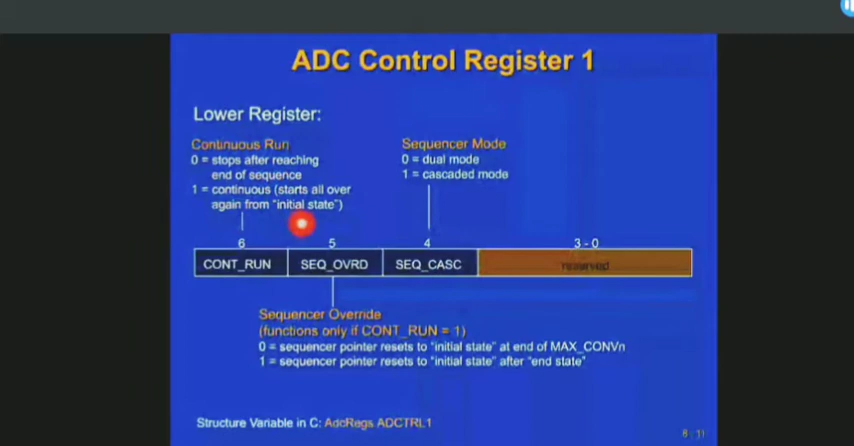 ADC Control Register 1
Lower Register:
Continuous Run
0 = stops after reaching
end of sequence
1 = continuous (starts all over
again from "initial state")
Sequencer Mode
0 = dual mode
1 = cascaded mode
6 5 4 3 - 0
CONT_RUN SEQ_OVRD SEQ_CASC reserved
Sequencer Override
(functions only if CONT_RUN = 1)
0 = sequencer pointer resets to "initial state" at end of MAX_CONVn
1 = sequencer pointer resets to "initial state" after "end state"
Structure Variable in C: AdcRegs ADCTRL1
8 - 11